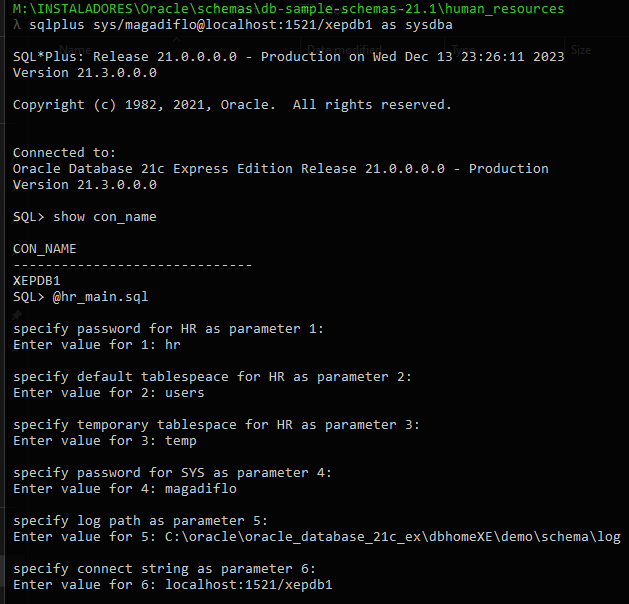 M:\INSTALADORES\Oracle\schemas\db-sample-schemas-21.1\human_resources
λ sqlplus sys/magadiflo@localhost:1521/xepdb1 as sysdba
SQL*Plus: Release 21.0.0.0.0 - Production on Wed Dec 13 23:26:11 2023
Version 21.3.0.0.0
Copyright (c) 1982, 2021, Oracle.  All rights reserved.
Connected to:
Oracle Database 21c Express Edition Release 21.0.0.0.0 - Production
Version 21.3.0.0.0
SQL> show con_name
CON_NAME
------------------------------
XEPDB1
SQL> @hr_main.sql
specify password for HR as parameter 1:
Enter value for 1: hr
specify default tablespeace for HR as parameter 2:
Enter value for 2: users
specify temporary tablespace for HR as parameter 3:
Enter value for 3: temp
specify password for SYS as parameter 4:
Enter value for 4: magadiflo
specify log path as parameter 5:
Enter value for 5: C:\oracle\oracle_database_21c_ex\dbhomeXE\demo\schema\log
specify connect string as parameter 6:
Enter value for 6: localhost:1521/xepdb1